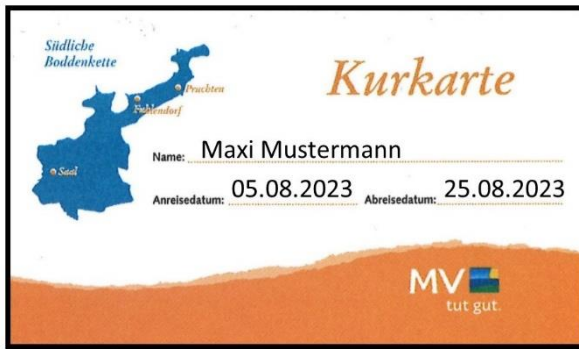 Südliche
Boddenkette
Kurkarte
Pruchten
Fuhlendorf
Saal
Name: Maxi Mustermann
Anreisedatum: 05.08.2023 Abreisedatum: 25.08.2023
MV
tut gut.